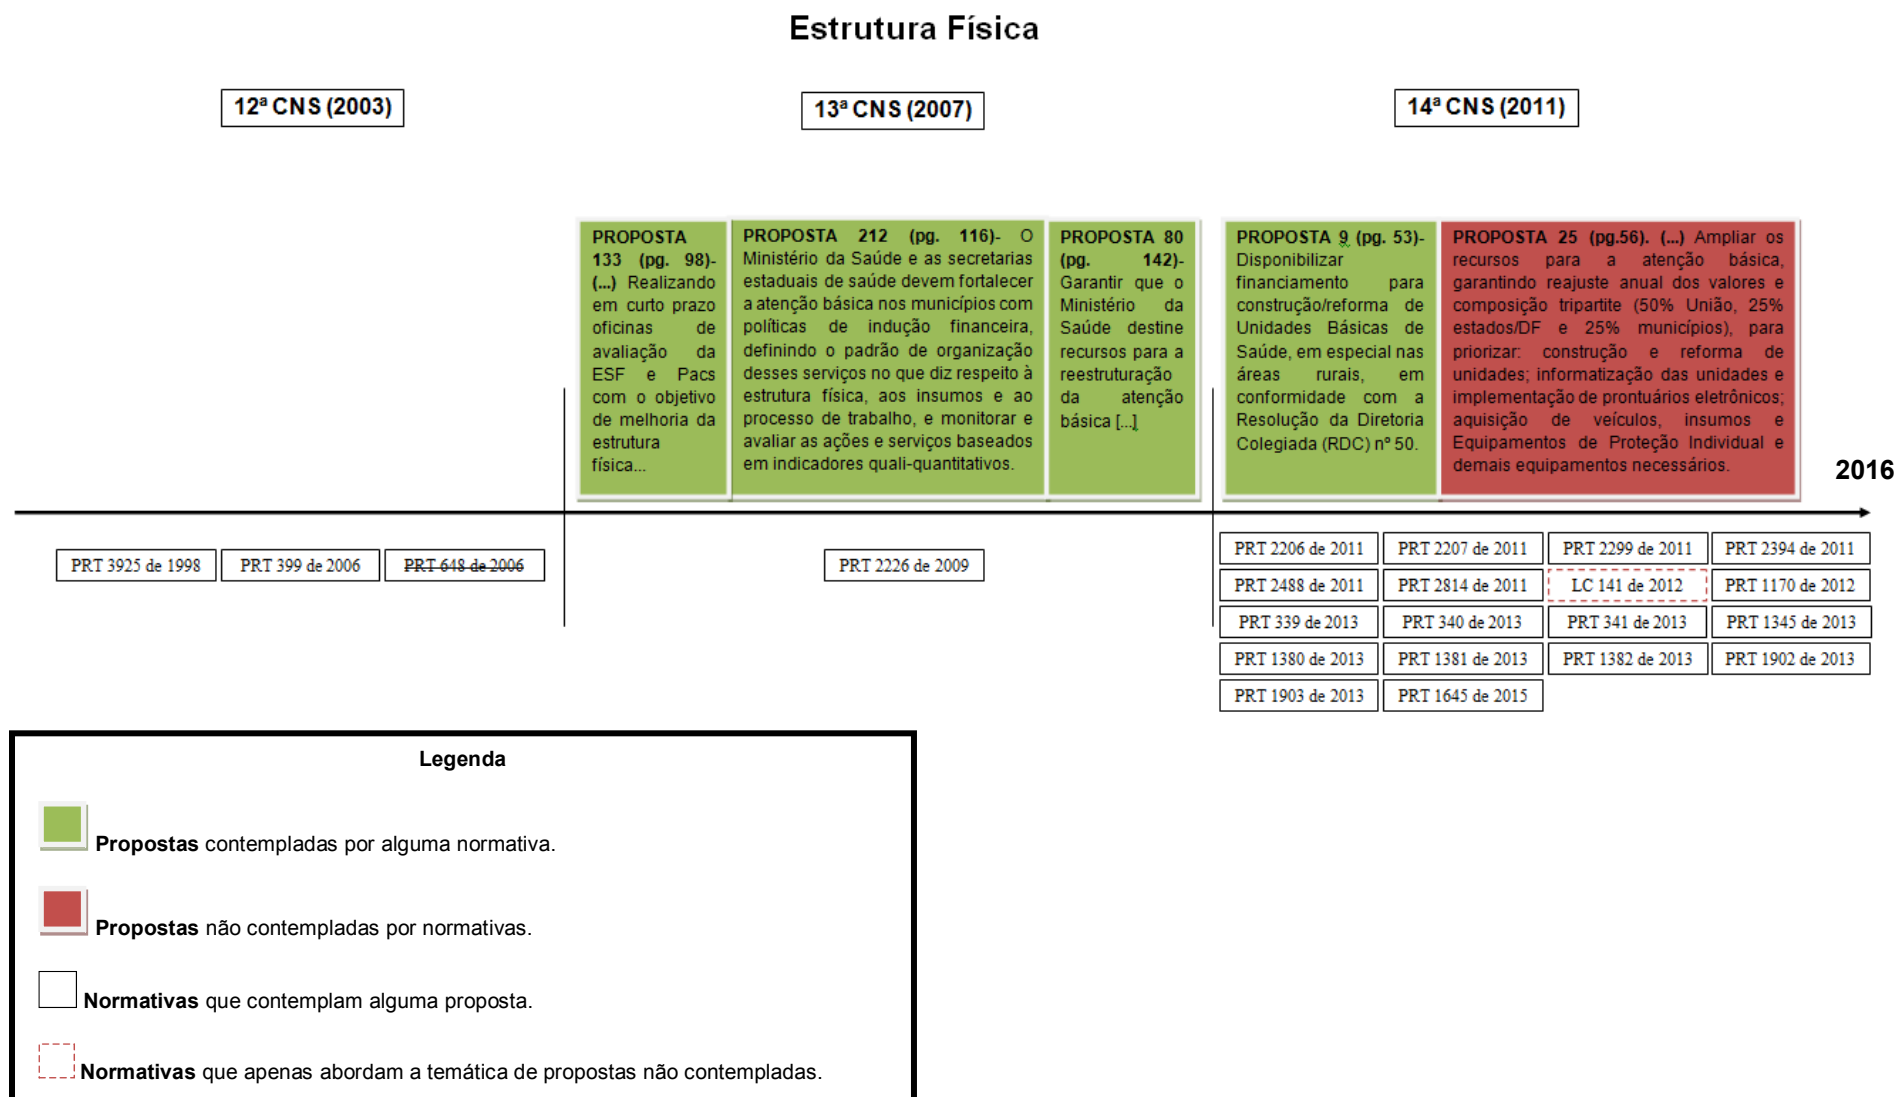 Estrutura Física
12ª CNS (2003)
13ª CNS (2007)
14ª CNS (2011)
PROPOSTA
133 (pg. 98)-
(...) Realizando
em curto prazo
oficinas de
avaliação da
ESF e Pacs
com o objetivo
de melhoria da
estrutura
física...
PROPOSTA 212 (pg. 116)- O
Ministério da Saúde e as secretarias
estaduais de saúde devem fortalecer
a atenção básica nos municípios com
políticas de indução financeira,
definindo o padrão de organização
desses serviços no que diz respeito à
estrutura física, aos insumos e ao
processo de trabalho, e monitorar e
avaliar as ações e serviços baseados
em indicadores quali-quantitativos.
PROPOSTA 80
(pg. 142)-
Garantir que o
Ministério da
Saúde destine
recursos para a
reestruturação
da atenção
básica [...]
PROPOSTA 9 (pg. 53)-
Disponibilizar
financiamento para
construção/reforma de
Unidades Básicas de
Saúde, em especial nas
áreas rurais, em
conformidade com a
Resolução da Diretoria
Colegiada (RDC) nº 50.
PROPOSTA 25 (pg.56). (...) Ampliar os
recursos para a atenção básica,
garantindo reajuste anual dos valores e
composição tripartite (50% União, 25%
estados/DF e 25% municípios), para
priorizar: construção e reforma de
unidades; informatização das unidades e
implementação de prontuários eletrônicos;
aquisição de veículos, insumos e
Equipamentos de Proteção Individual e
demais equipamentos necessários.
2016
PRT 3925 de 1998
PRT 399 de 2006
PRT 648 de 2006
PRT 2226 de 2009
PRT 2206 de 2011
PRT 2207 de 2011
PRT 2299 de 2011
PRT 2394 de 2011
PRT 2488 de 2011
PRT 2814 de 2011
LC 141 de 2012
PRT 1170 de 2012
PRT 339 de 2013
PRT 340 de 2013
PRT 341 de 2013
PRT 1345 de 2013
PRT 1380 de 2013
PRT 1381 de 2013
PRT 1382 de 2013
PRT 1902 de 2013
PRT 1903 de 2013
PRT 1645 de 2015
Legenda
Propostas contempladas por alguma normativa.
Propostas não contempladas por normativas.
Normativas que contemplam alguma proposta.
Normativas que apenas abordam a temática de propostas não contempladas.